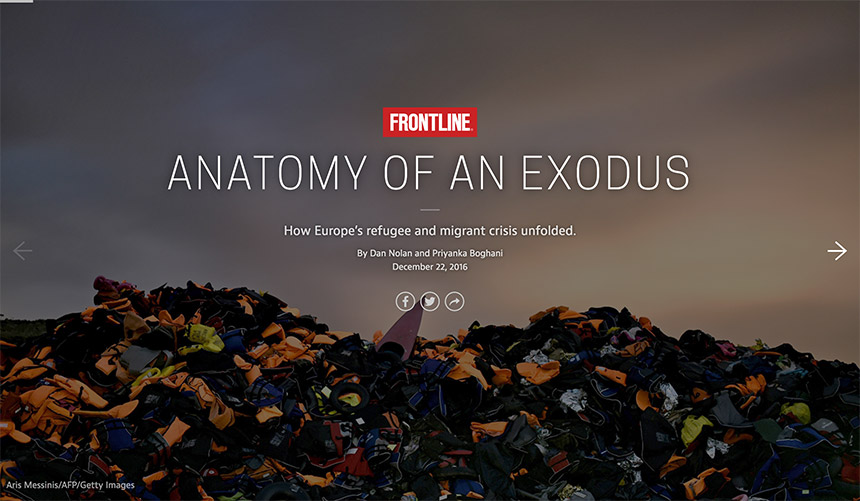 FRONTLINE
ANATOMY OF AN EXODUS
How Europe's refugee and migrant crisis unfolded.
By Dan Nolan and Priyanka Boghani
December 22, 2016
Aris Messinis/AFP/Getty Images